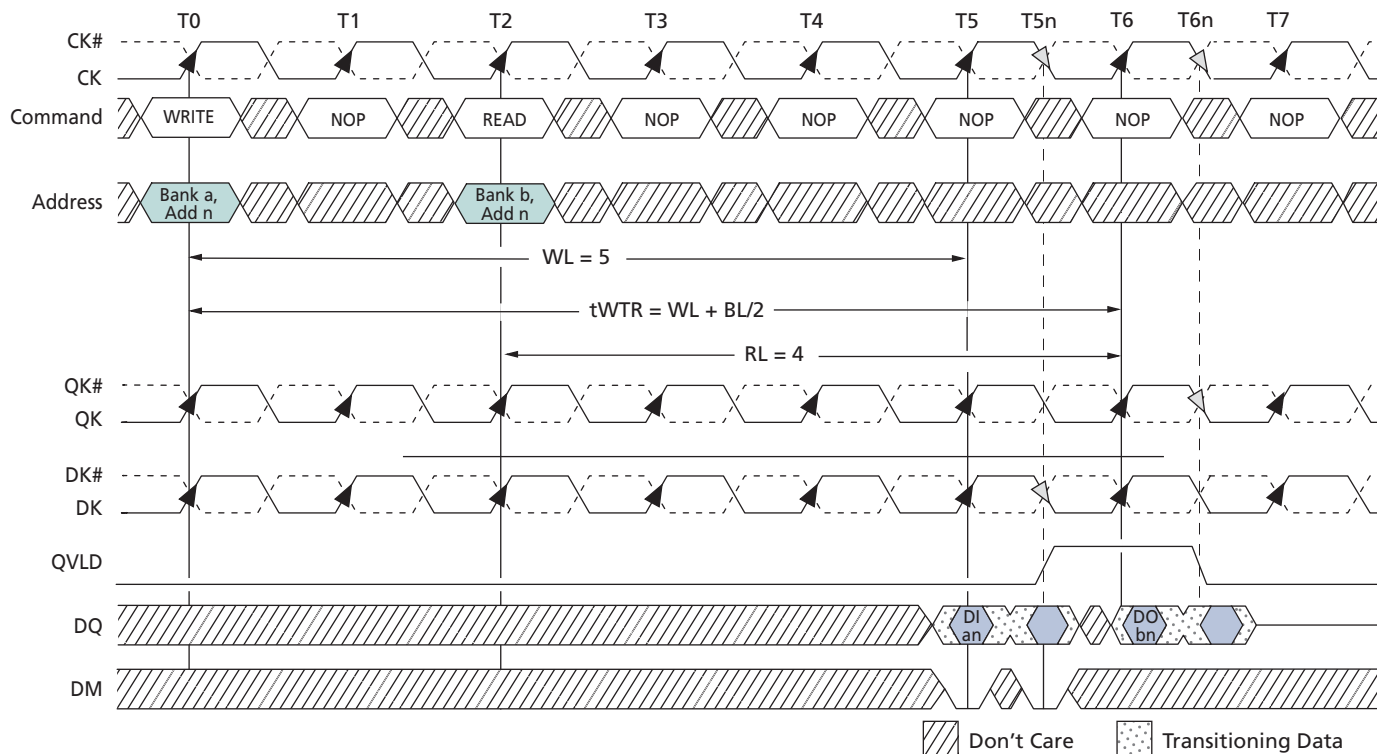 T0 T1 T2 T3 T4 T5 T5n T6 T6n T7
CK#
CK
Command WRITE NOP READ NOP NOP NOP NOP NOP
Address Bank a, Add n Bank b, Add n
WL = 5
tWTR = WL + BL/2
RL = 4
QK#
QK
DK#
DK
QVLD
DQ DI an DO bn
DM
Don't Care Transitioning Data